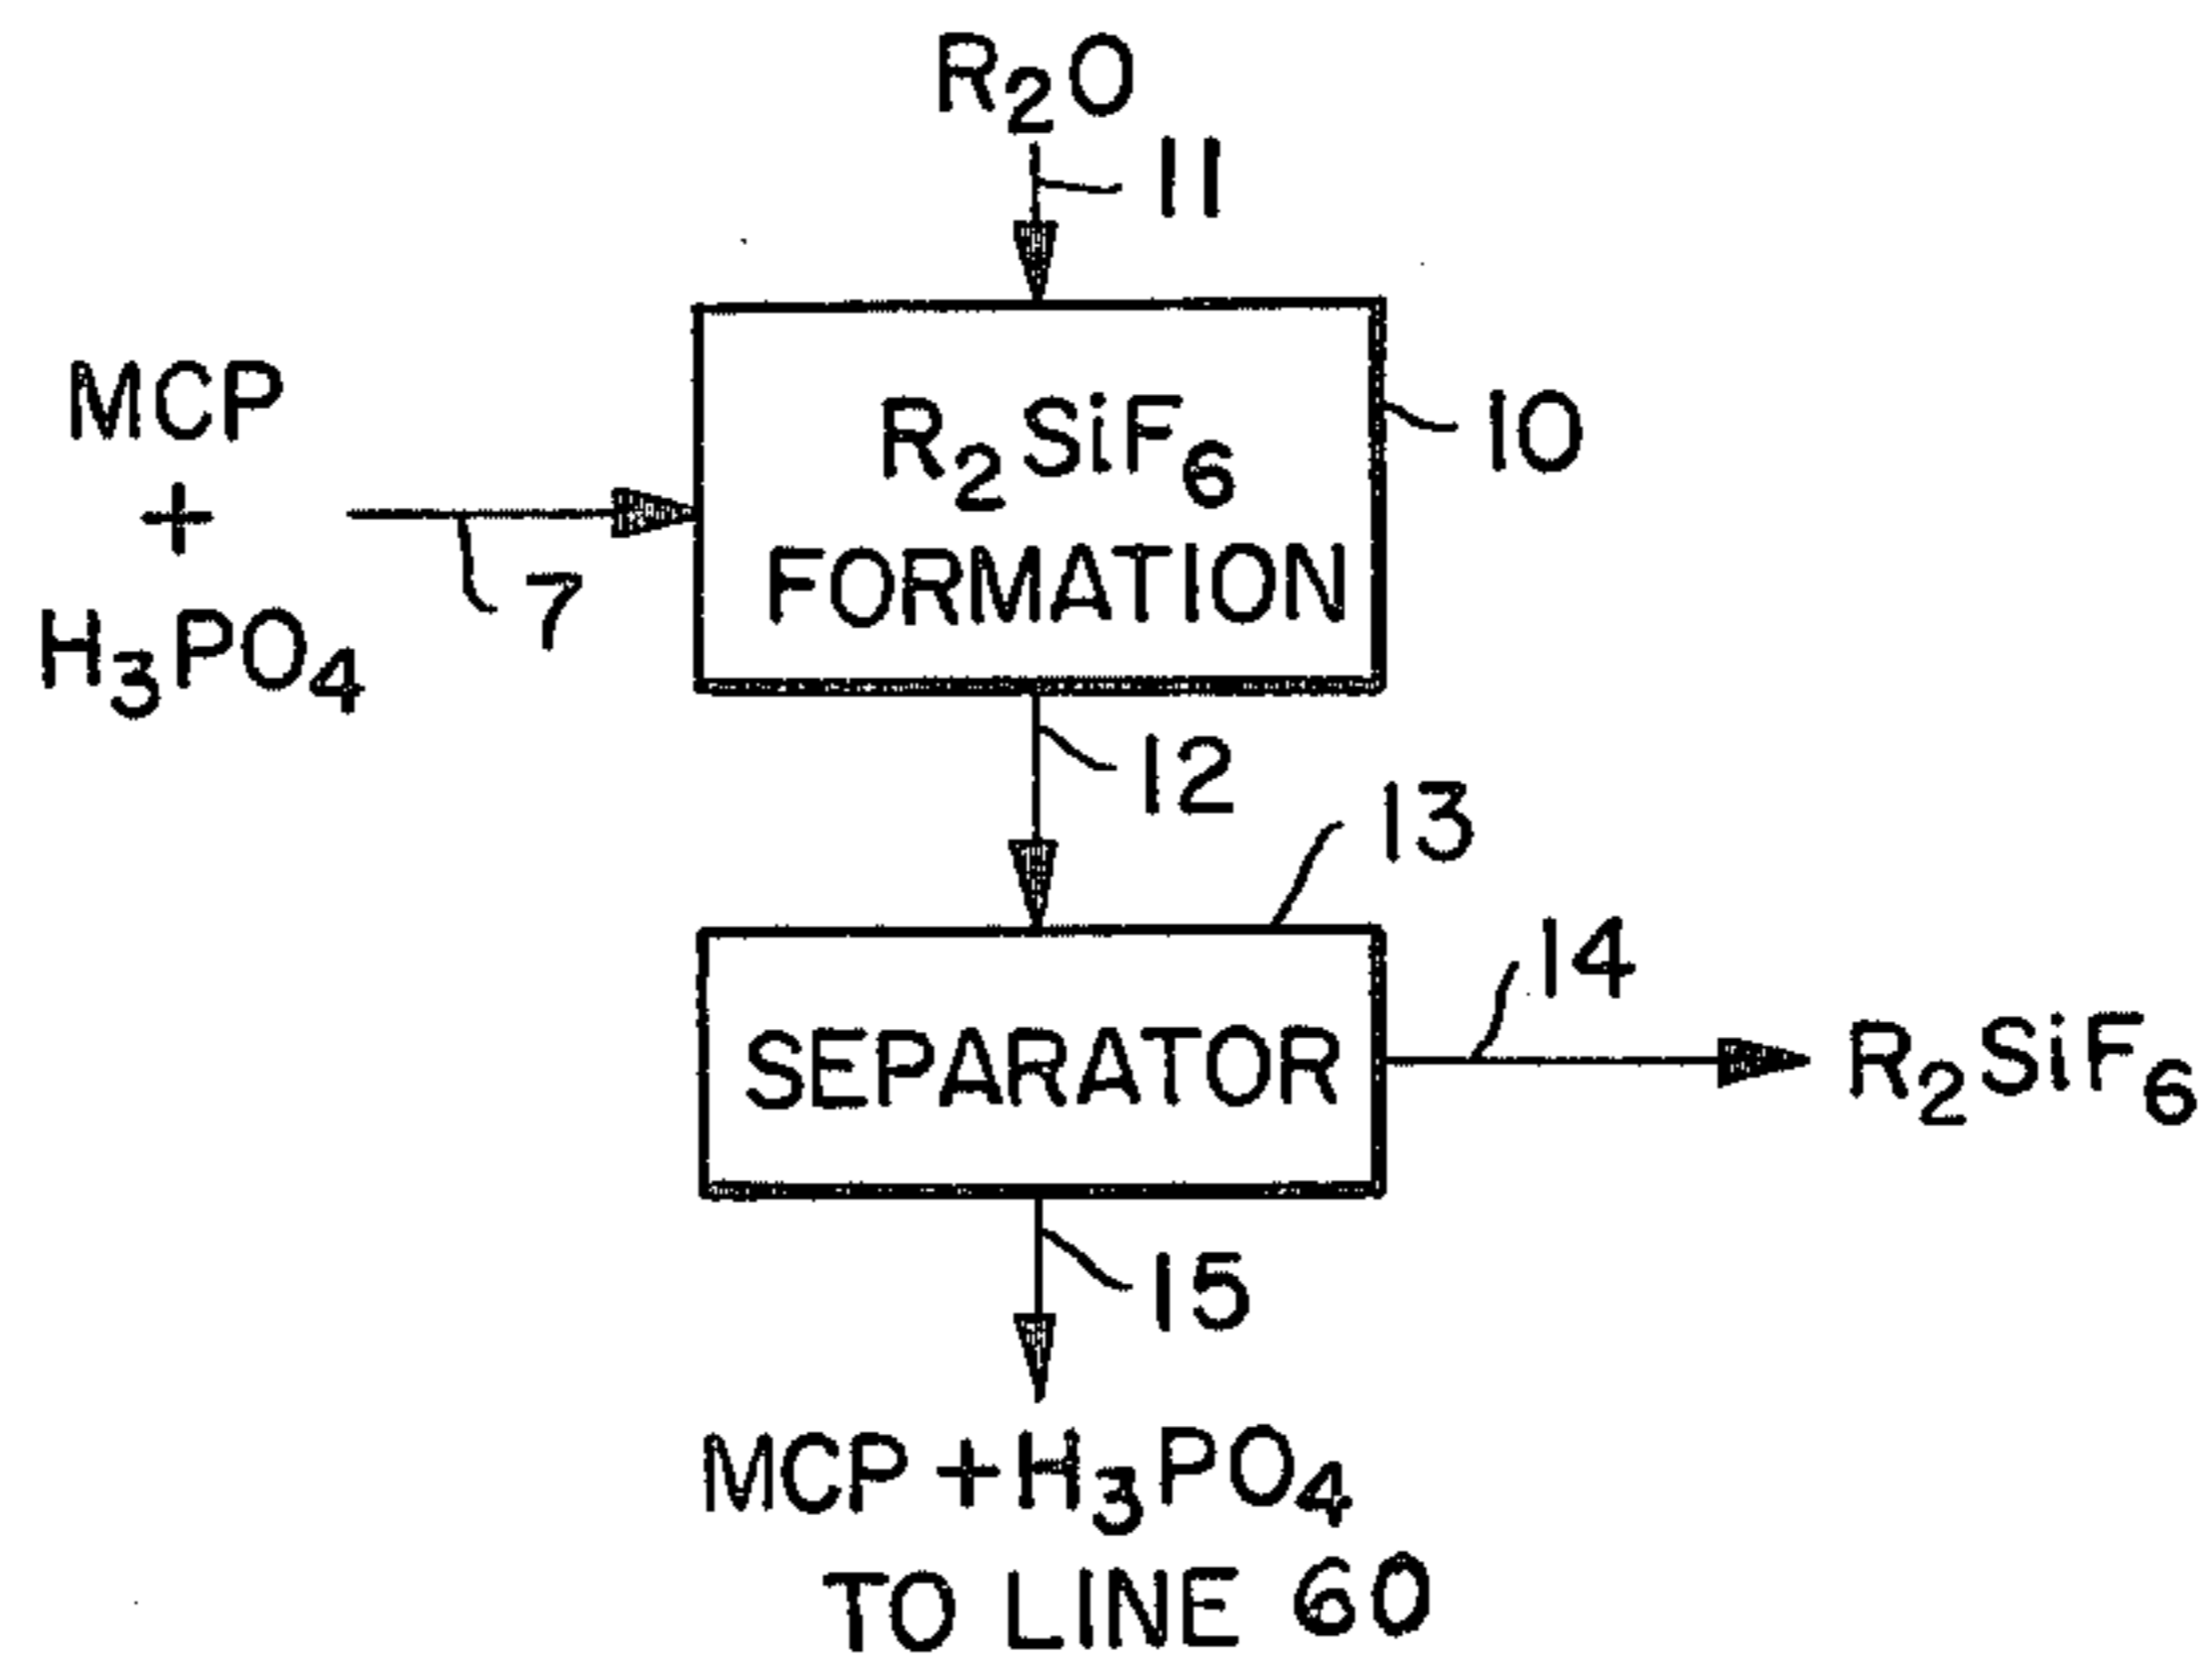 R₂O
11
MCP
+
H₃PO₄
7
R₂SiF₆
FORMATION
10
12
13
SEPARATOR
14
R₂SiF₆
15
MCP + H₃PO₄
TO LINE 60